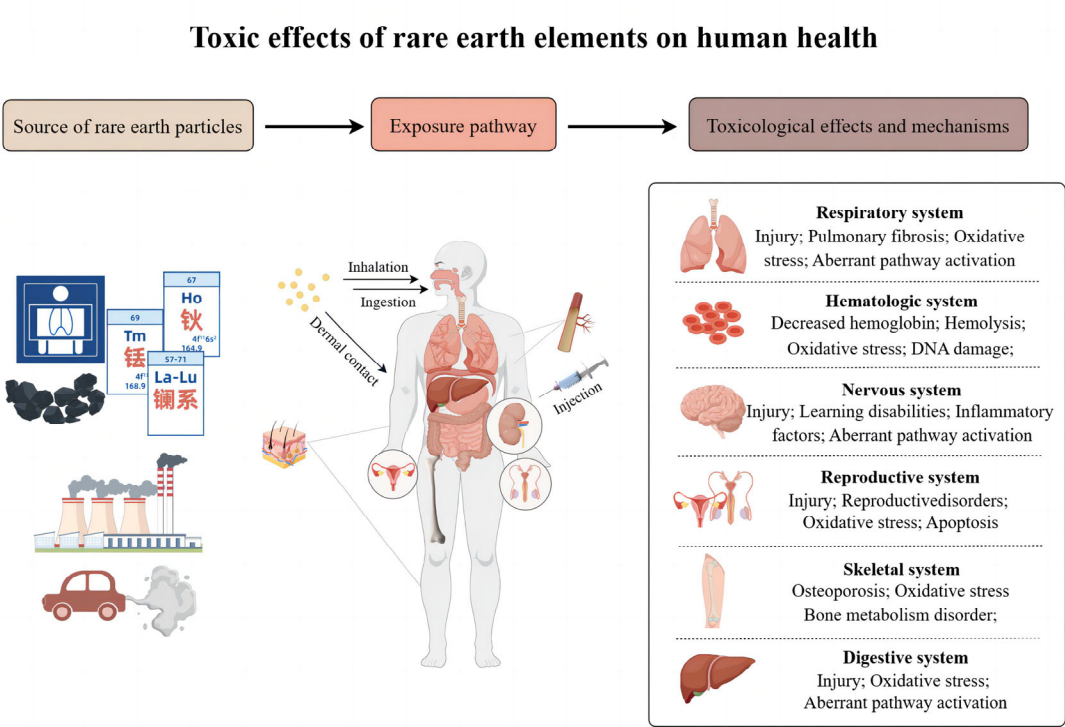 Toxic effects of rare earth elements on human health
Source of rare earth particles
Exposure pathway
Toxicological effects and mechanisms
67
Ho
钬
4f¹¹6s²
164.9
69
Tm
铥
4f¹³
168.9
57-71
La-Lu
镧系
Inhalation
Ingestion
Dermal contact
Injection
Respiratory system
Injury; Pulmonary fibrosis; Oxidative
stress; Aberrant pathway activation
Hematologic system
Decreased hemoglobin; Hemolysis;
Oxidative stress; DNA damage;
Nervous system
Injury; Learning disabilities; Inflammatory
factors; Aberrant pathway activation
Reproductive system
Injury; Reproductivedisorders;
Oxidative stress; Apoptosis
Skeletal system
Osteoporosis; Oxidative stress
Bone metabolism disorder;
Digestive system
Injury; Oxidative stress;
Aberrant pathway activation